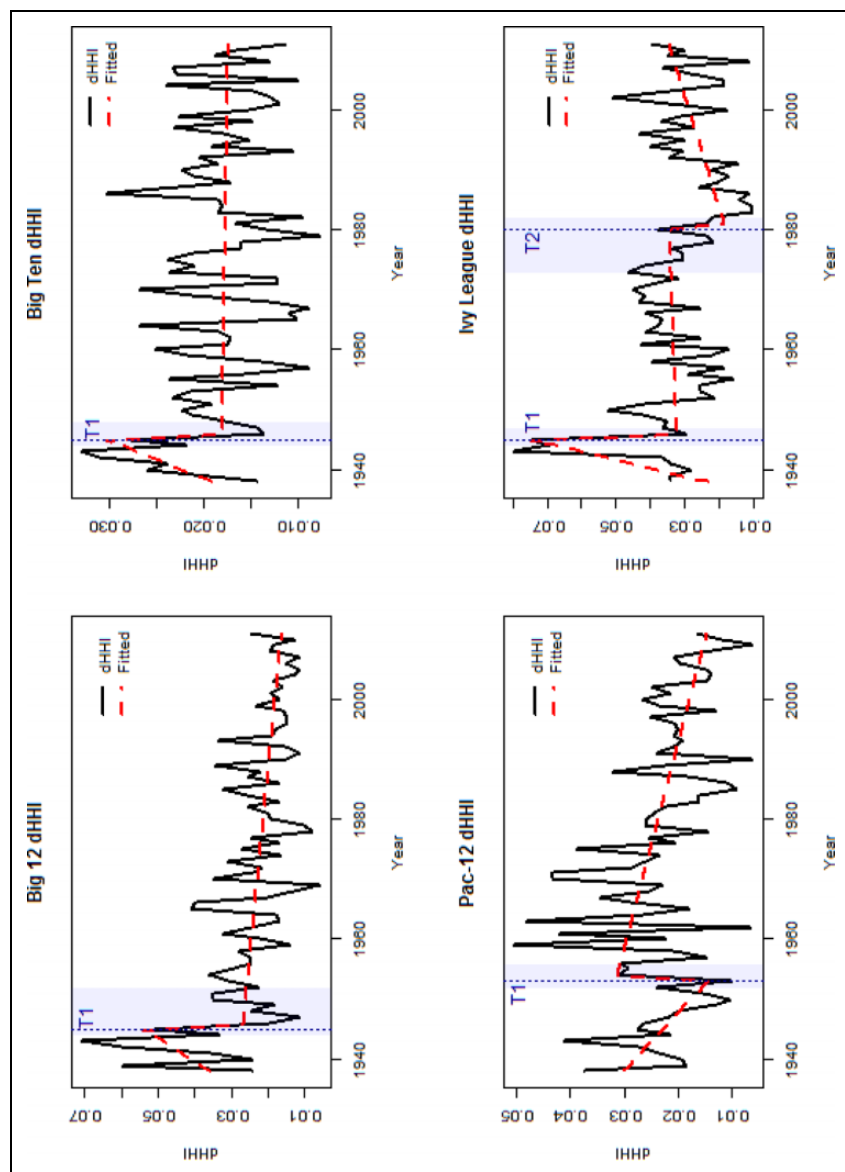 Big 12 dHHI
dHHI
Fitted
T1
dHHI
0.07
0.05
0.03
0.01
1940 1960 1980 2000
Year
Big Ten dHHI
dHHI
Fitted
T1
dHHI
0.030
0.020
0.010
1940 1960 1980 2000
Year
Pac-12 dHHI
dHHI
Fitted
T1
dHHI
0.05
0.04
0.03
0.02
0.01
1940 1960 1980 2000
Year
Ivy League dHHI
dHHI
Fitted
T1 T2
dHHI
0.07
0.05
0.03
0.01
1940 1960 1980 2000
Year